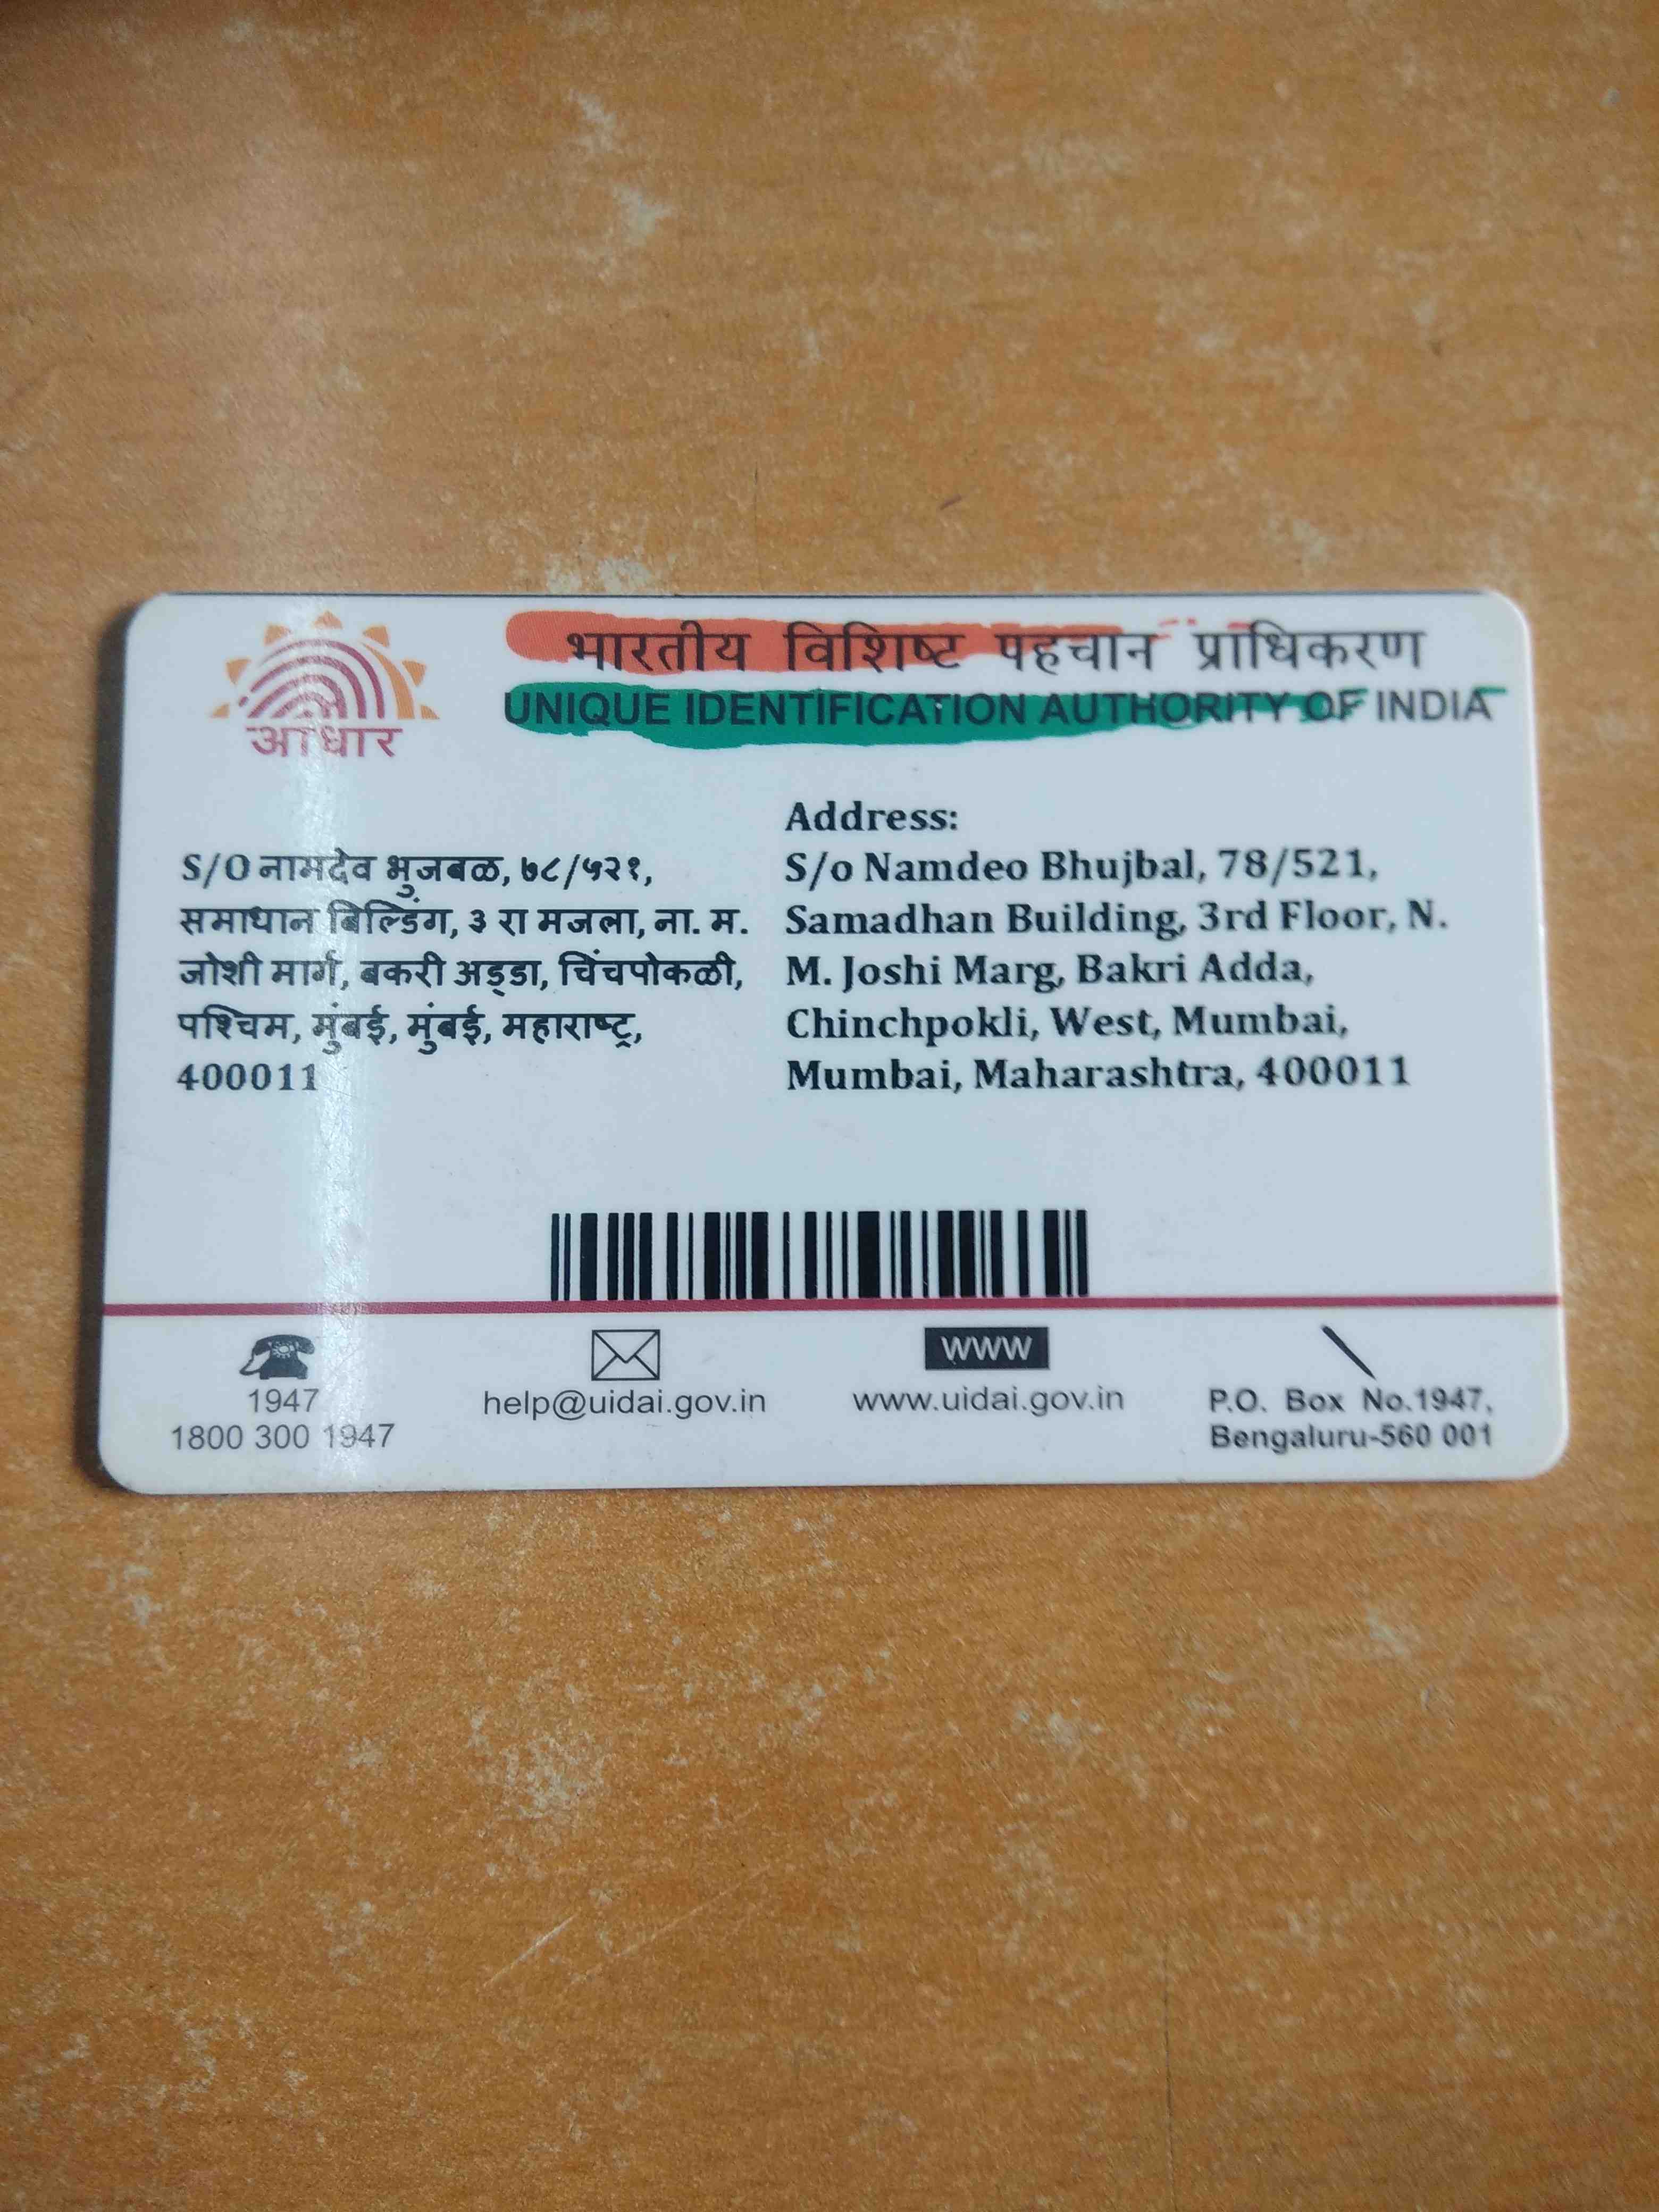 आधार
भारतीय विशिष्ट पहचान प्राधिकरण
UNIQUE IDENTIFICATION AUTHORITY OF INDIA
S/O नामदेव भुजबळ, ७८/५२१,
समाधान बिल्डिंग, ३ रा मजला, ना. म.
जोशी मार्ग, बकरी अड्डा, चिंचपोकळी,
पश्चिम, मुंबई, मुंबई, महाराष्ट्र,
400011
Address:
S/o Namdeo Bhujbal, 78/521,
Samadhan Building, 3rd Floor, N.
M. Joshi Marg, Bakri Adda,
Chinchpokli, West, Mumbai,
Mumbai, Maharashtra, 400011
1947
1800 300 1947
help@uidai.gov.in
WWW
www.uidai.gov.in
P.O. Box No.1947,
Bengaluru-560 001